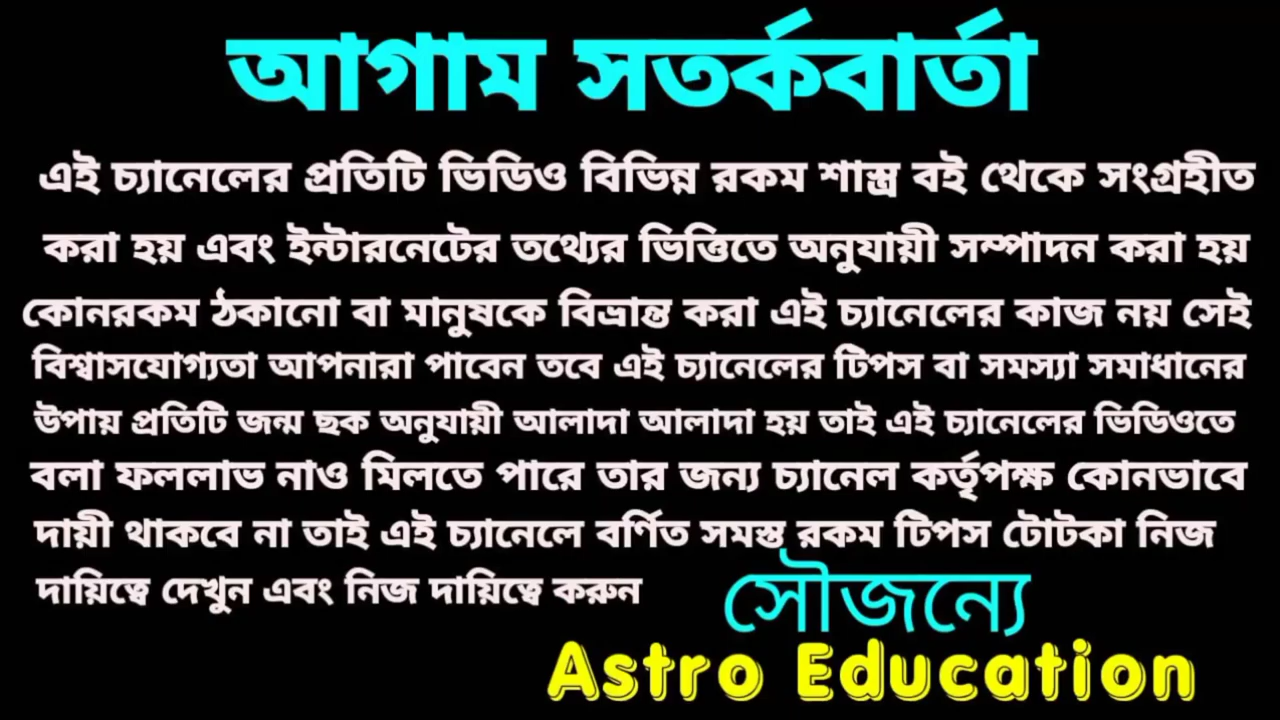 আগাম সতর্কবার্তা
এই চ্যানেলের প্রতিটি ভিডিও বিভিন্ন রকম শাস্ত্র বই থেকে সংগ্রহীত
করা হয় এবং ইন্টারনেটের তথ্যের ভিত্তিতে অনুযায়ী সম্পাদন করা হয়
কোনরকম ঠকানো বা মানুষকে বিভ্রান্ত করা এই চ্যানেলের কাজ নয় সেই
বিশ্বাসযোগ্যতা আপনারা পাবেন তবে এই চ্যানেলের টিপস বা সমস্যা সমাধানের
উপায় প্রতিটি জন্ম ছক অনুযায়ী আলাদা আলাদা হয় তাই এই চ্যানেলের ভিডিওতে
বলা ফললাভ নাও মিলতে পারে তার জন্য চ্যানেল কর্তৃপক্ষ কোনভাবে
দায়ী থাকবে না তাই এই চ্যানেলে বর্ণিত সমস্ত রকম টিপস টোটকা নিজ
দায়িত্বে দেখুন এবং নিজ দায়িত্বে করুন
সৌজন্যে
Astro Education